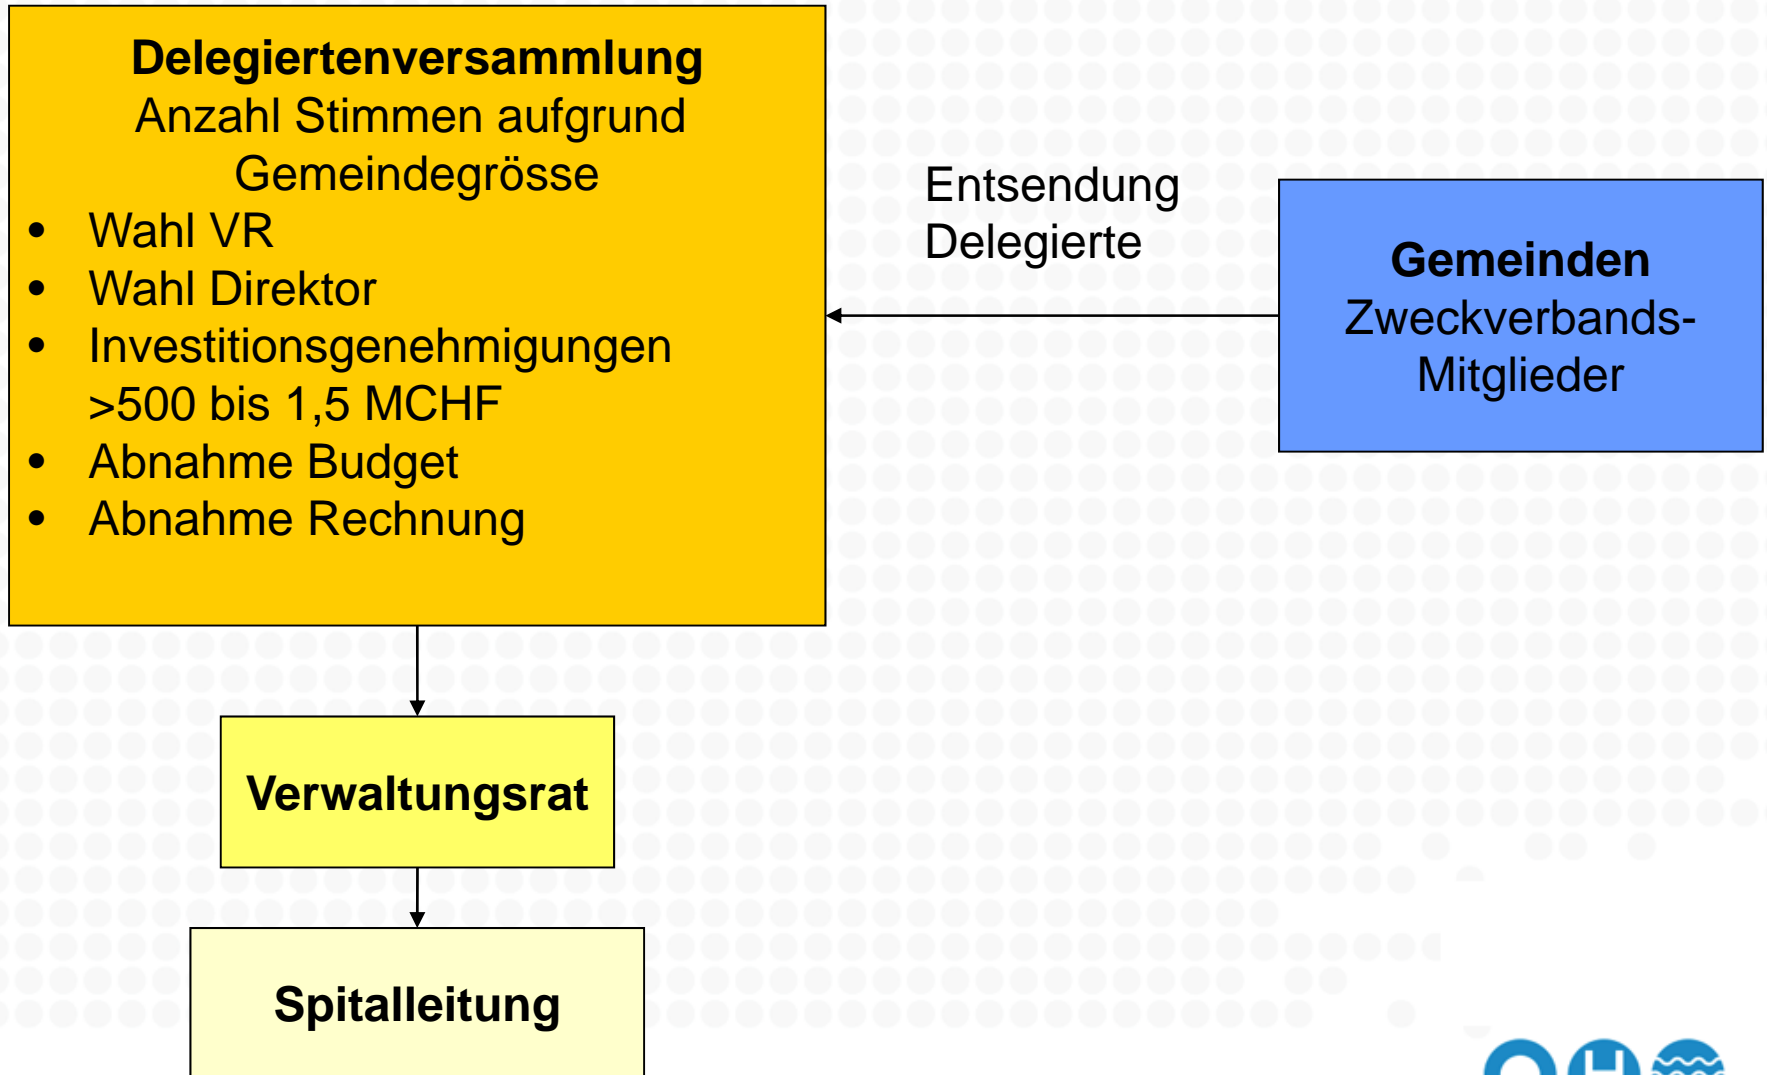 Delegiertenversammlung
Anzahl Stimmen aufgrund
Gemeindegrösse
• Wahl VR
• Wahl Direktor
• Investitionsgenehmigungen
>500 bis 1,5 MCHF
• Abnahme Budget
• Abnahme Rechnung
Entsendung
Delegierte
Gemeinden
Zweckverbands-
Mitglieder
Verwaltungsrat
Spitalleitung